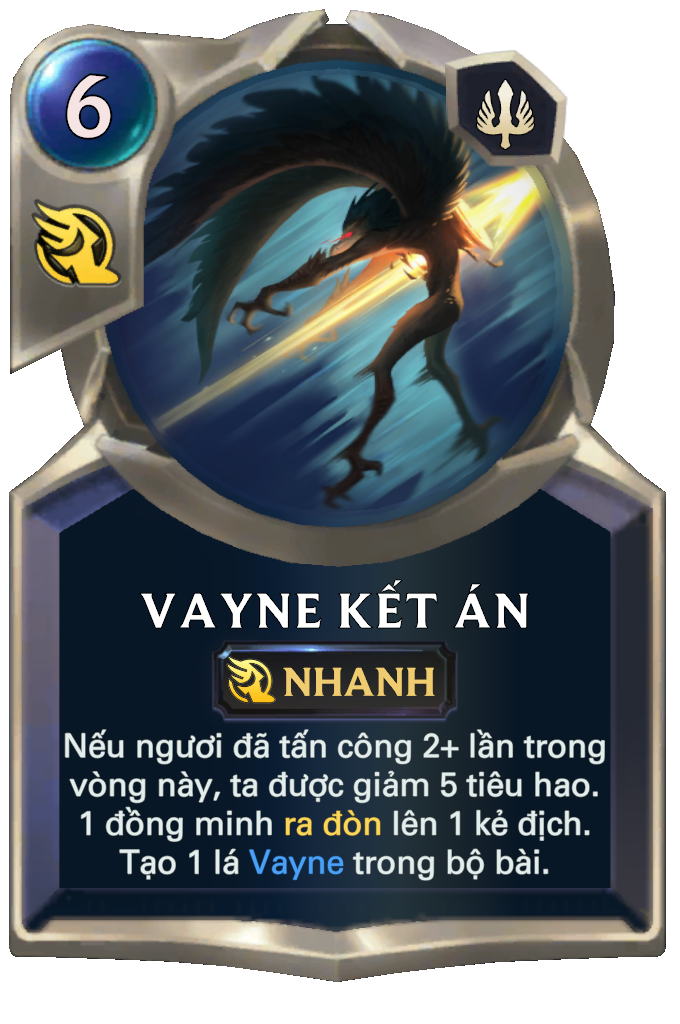 6
VAYNE KẾT ÁN
NHANH
Nếu ngươi đã tấn công 2+ lần trong
vòng này, ta được giảm 5 tiêu hao.
1 đồng minh ra đòn lên 1 kẻ địch.
Tạo 1 lá Vayne trong bộ bài.